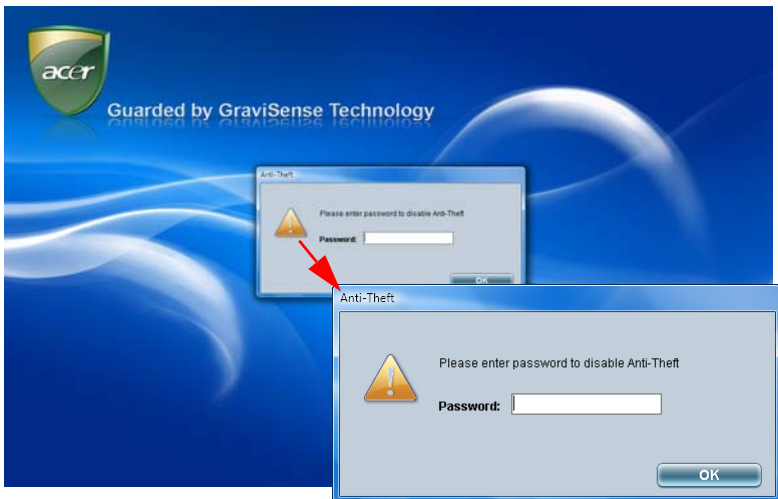 acer
Guarded by GraviSense Technology
Anti-Theft
Please enter password to disable Anti-Theft
Password:
OK
Anti-Theft
Please enter password to disable Anti-Theft
Password:
OK